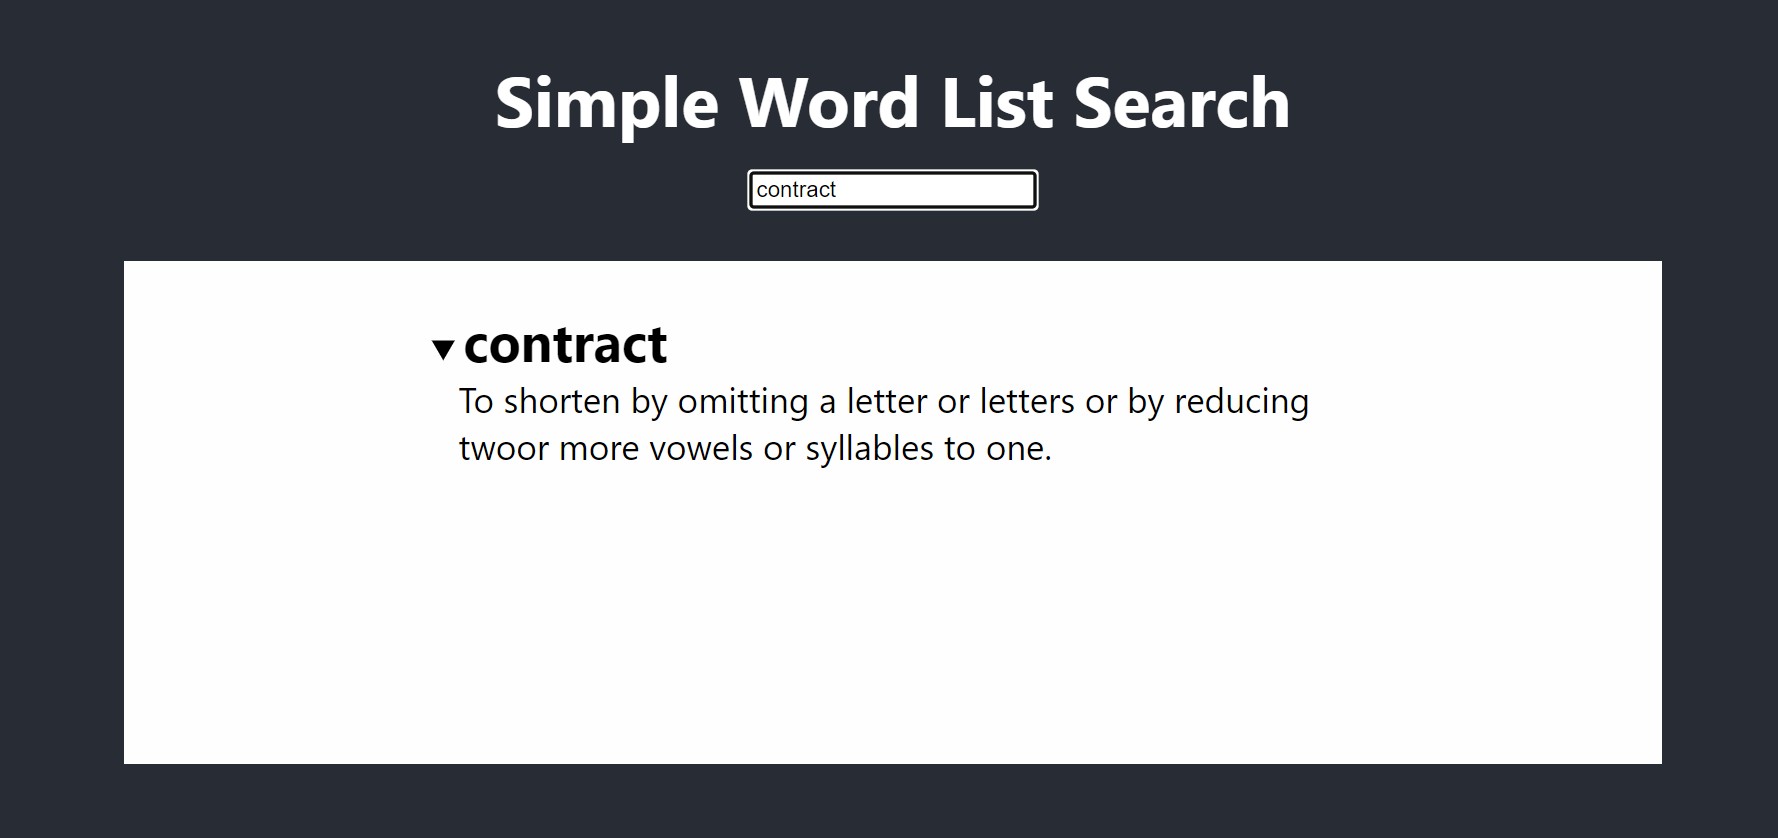 Simple Word List Search
contract
contract
To shorten by omitting a letter or letters or by reducing
twoor more vowels or syllables to one.